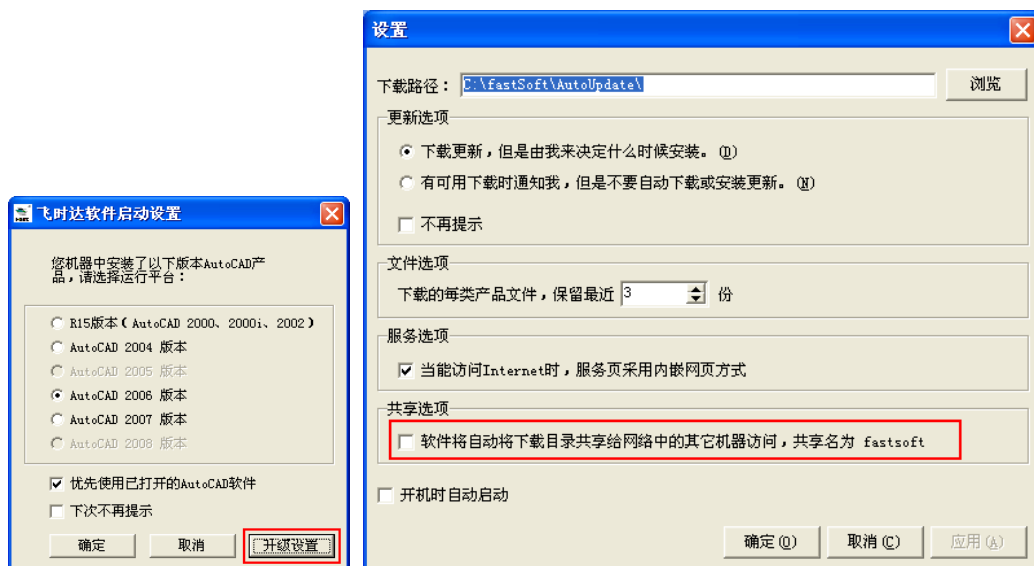 飞时达软件启动设置
您机器中安装了以下版本AutoCAD产
品，请选择运行平台：
R15版本（AutoCAD 2000、2000i、2002）
AutoCAD 2004 版本
AutoCAD 2005 版本
AutoCAD 2006 版本
AutoCAD 2007 版本
AutoCAD 2008 版本
优先使用已打开的AutoCAD软件
下次不再提示
确定 取消 升级设置
设置
下载路径： C:\fastSoft\AutoUpdate\ 浏览
更新选项
下载更新，但是由我来决定什么时候安装。(D)
有可用下载时通知我，但是不要自动下载或安装更新。(N)
不再提示
文件选项
下载的每类产品文件，保留最近 3 份
服务选项
当能访问Internet时，服务页采用内嵌网页方式
共享选项
软件将自动将下载目录共享给网络中的其它机器访问，共享名为 fastsoft
开机时自动启动
确定(O) 取消(C) 应用(A)